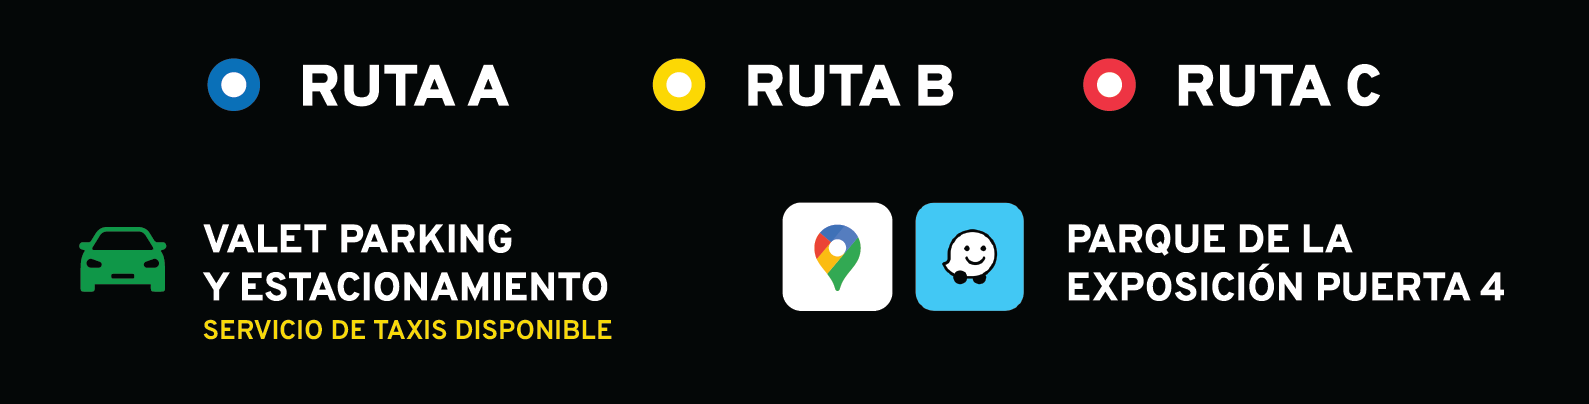 RUTA A
RUTA B
RUTA C
VALET PARKING
Y ESTACIONAMIENTO
SERVICIO DE TAXIS DISPONIBLE
PARQUE DE LA
EXPOSICIÓN PUERTA 4